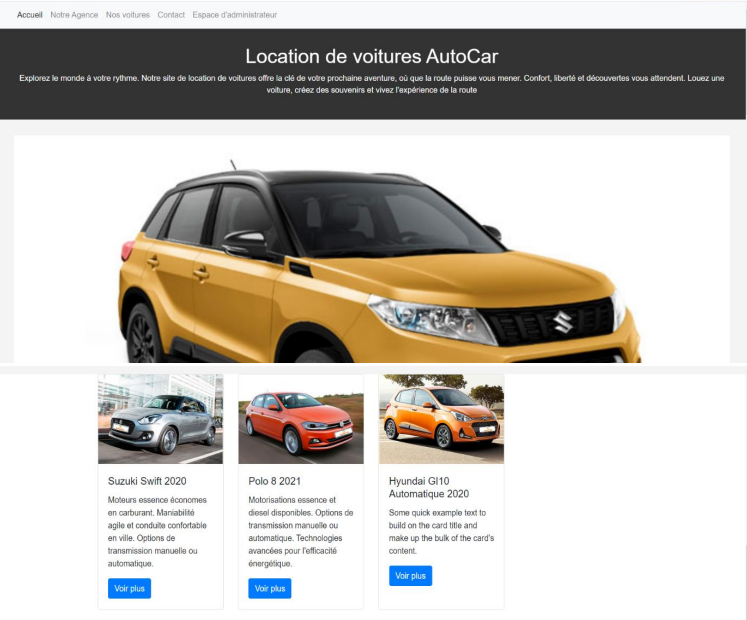 Accueil Notre Agence Nos voitures Contact Espace d'administrateur
Location de voitures AutoCar
Explorez le monde à votre rythme. Notre site de location de voitures offre la clé de votre prochaine aventure, où que la route puisse vous mener. Confort, liberté et découvertes vous attendent. Louez une
voiture, créez des souvenirs et vivez l'expérience de la route
Suzuki Swift 2020
Moteurs essence économes
en carburant. Maniabilité
agile et conduite confortable
en ville. Options de
transmission manuelle ou
automatique.
Voir plus
Polo 8 2021
Motorisations essence et
diesel disponibles. Options de
transmission manuelle ou
automatique. Technologies
avancées pour l'efficacité
énergétique.
Voir plus
Hyundai GI10
Automatique 2020
Some quick example text to
build on the card title and
make up the bulk of the card's
content.
Voir plus